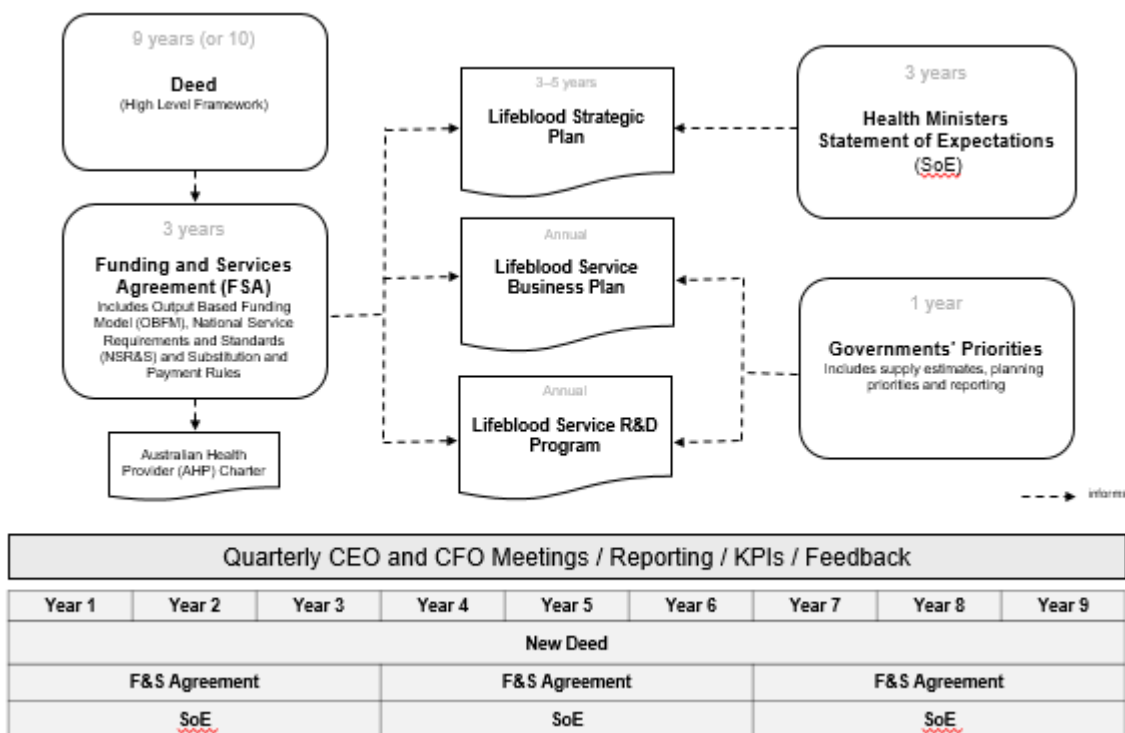 9 years (or 10)
Deed
(High Level Framework)
3 years
Funding and Services
Agreement (FSA)
Includes Output Based Funding
Model (OBFM), National Service
Requirements and Standards
(NSR&S) and Substitution and
Payment Rules
Australian Health
Provider (AHP) Charter
3–5 years
Lifeblood Strategic
Plan
Annual
Lifeblood Service
Business Plan
Annual
Lifeblood Service R&D
Program
3 years
Health Ministers
Statement of Expectations
(SoE)
1 year
Governments' Priorities
Includes supply estimates, planning
priorities and reporting
Quarterly CEO and CFO Meetings / Reporting / KPIs / Feedback
Year 1 Year 2 Year 3 Year 4 Year 5 Year 6 Year 7 Year 8 Year 9
New Deed
F&S Agreement F&S Agreement F&S Agreement
SoE SoE SoE